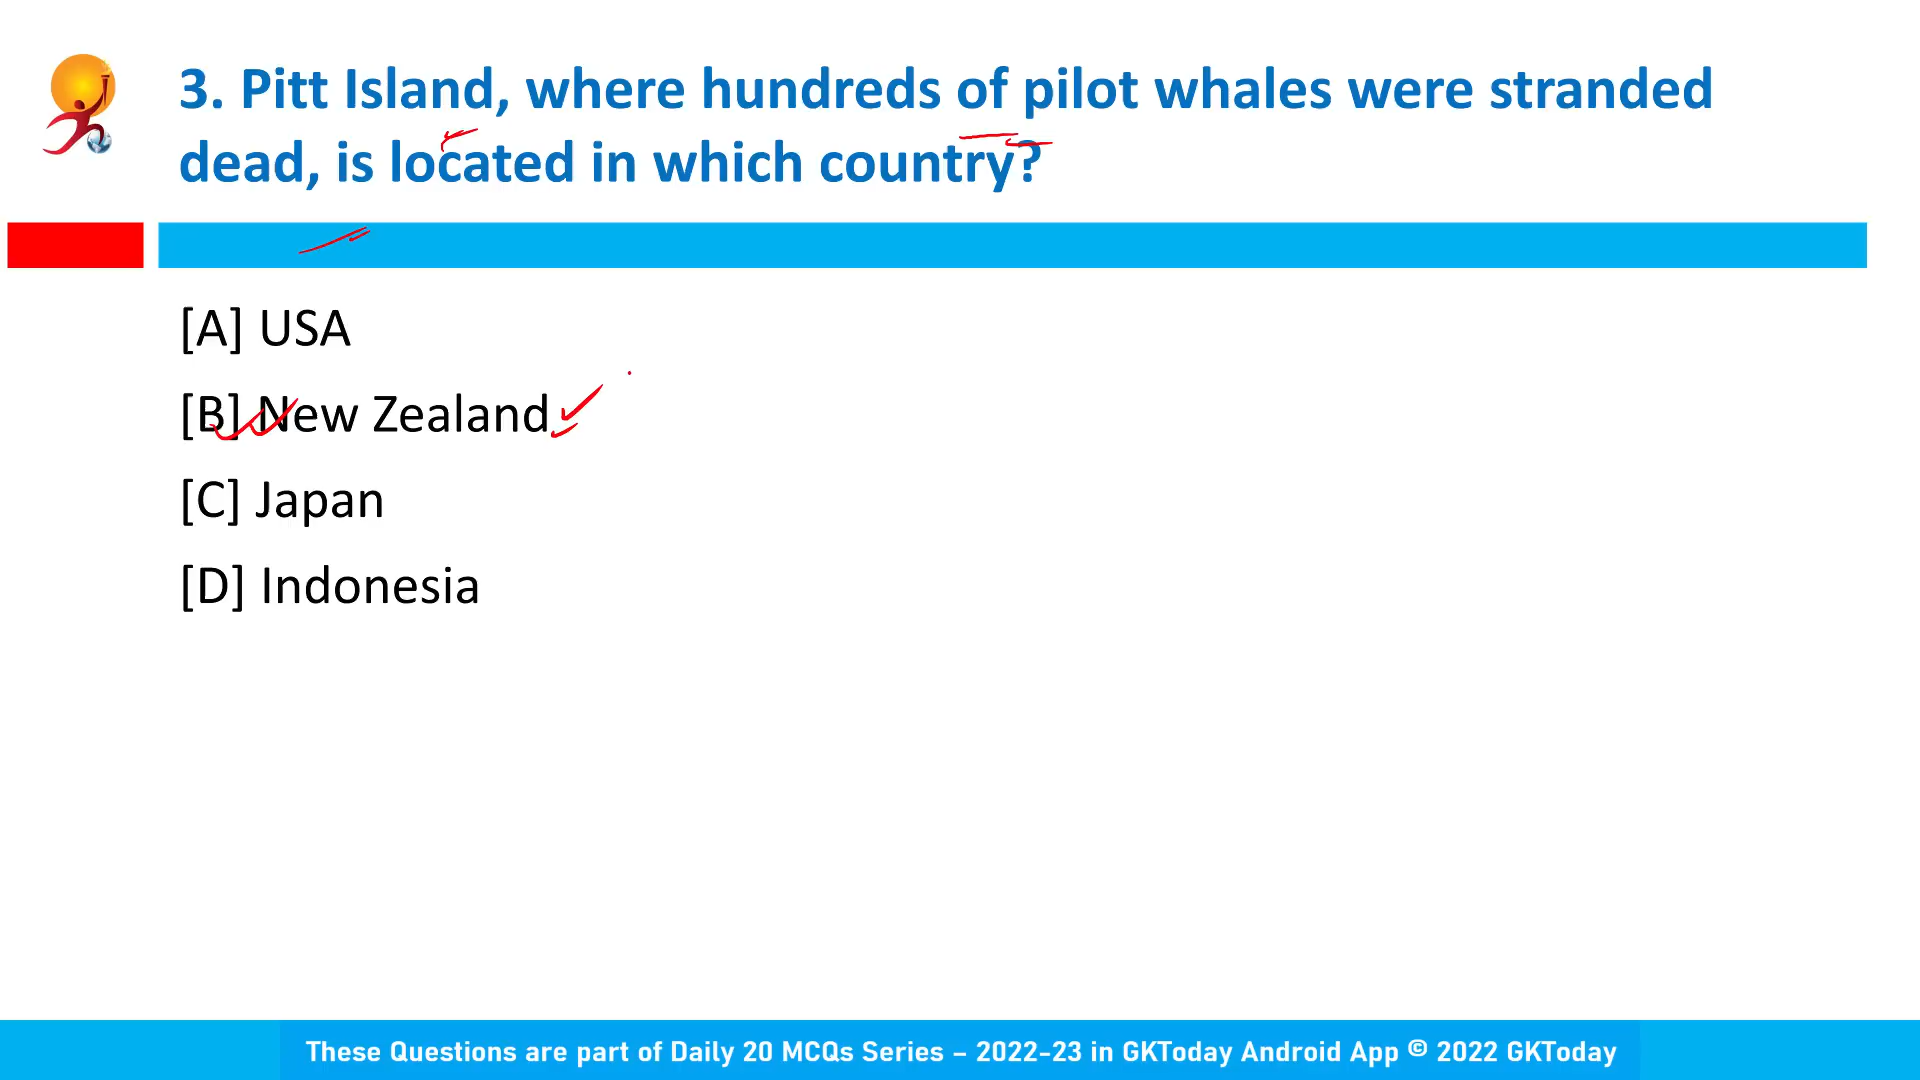 3. Pitt Island, where hundreds of pilot whales were stranded
dead, is located in which country?
[A] USA
[B] New Zealand
[C] Japan
[D] Indonesia
These Questions are part of Daily 20 MCQs Series – 2022-23 in GKToday Android App © 2022 GKToday